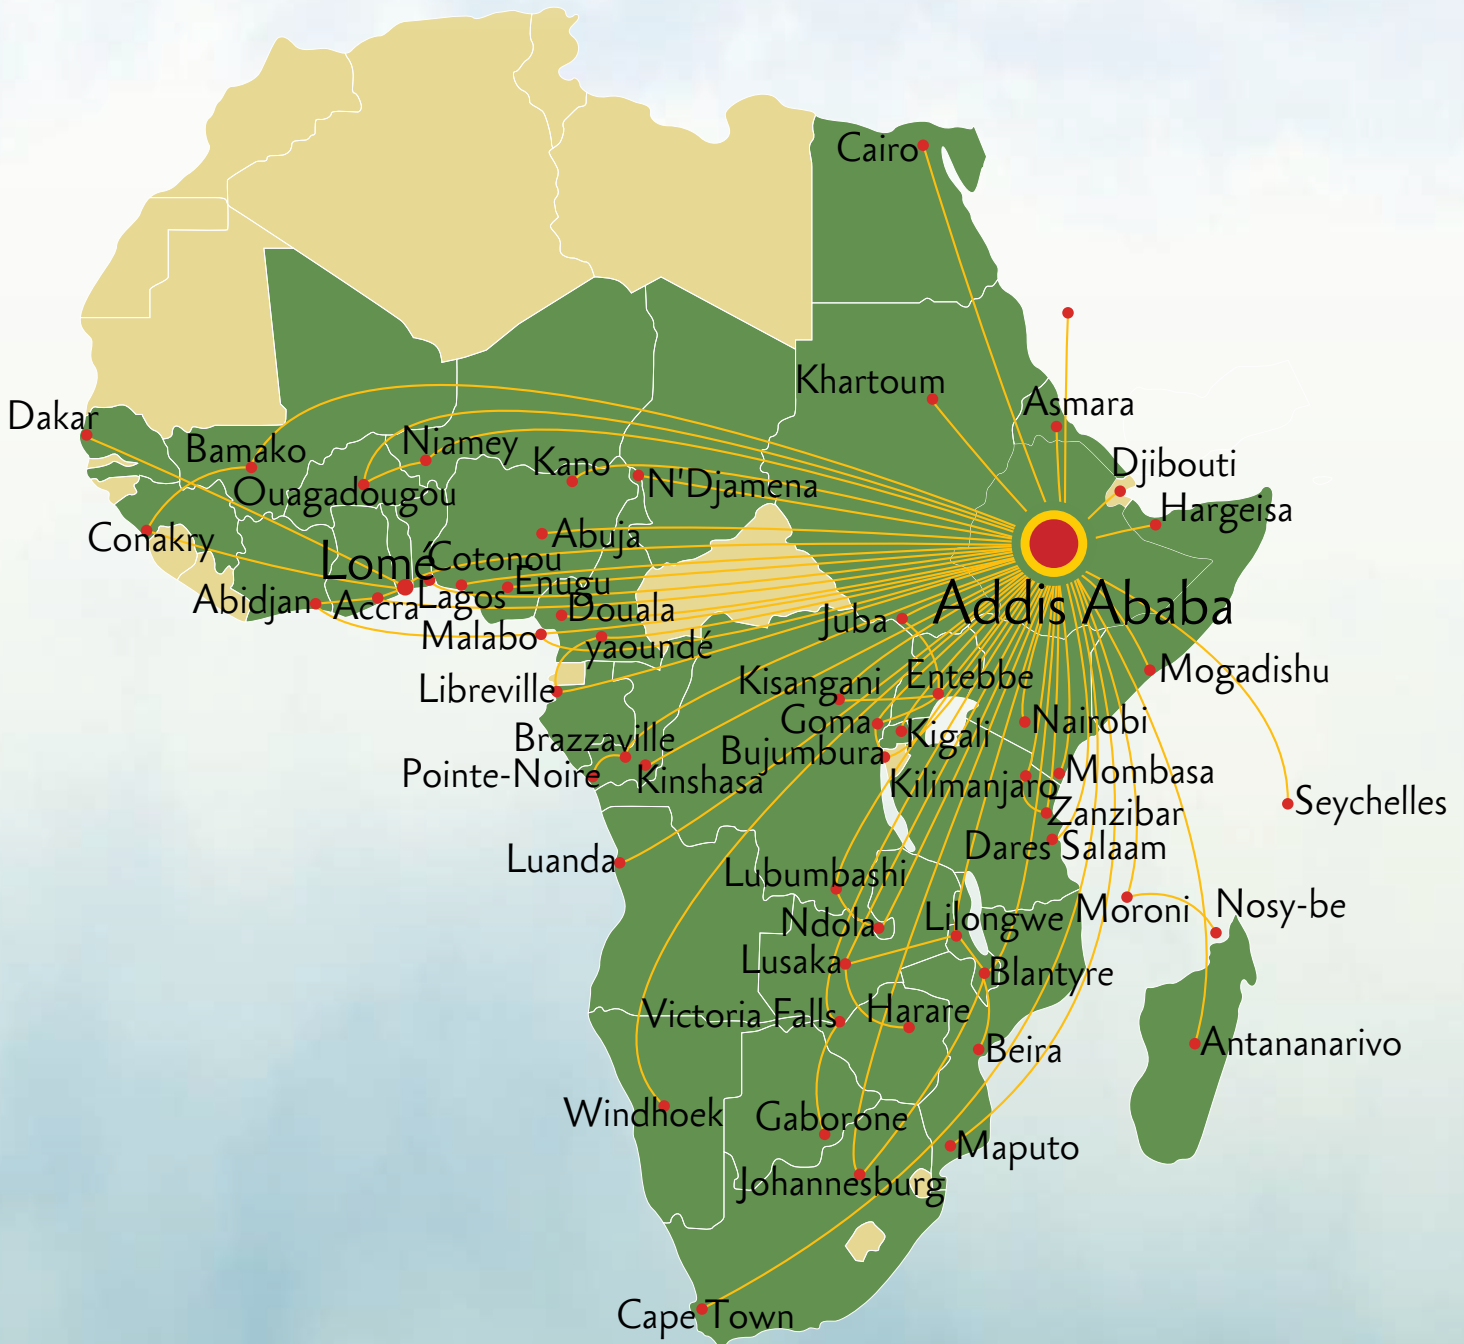 Cairo
Khartoum
Asmara
Dakar
Bamako
Niamey
Kano
N'Djamena
Djibouti
Ouagadougou
Hargeisa
Conakry
Abuja
Lomé
Cotonou
Enugu
Abidjan
Accra
Lagos
Douala
Addis Ababa
Juba
Malabo
yaoundé
Mogadishu
Libreville
Kisangani
Entebbe
Goma
Kigali
Nairobi
Brazzaville
Bujumbura
Pointe-Noire
Kinshasa
Kilimanjaro
Mombasa
Seychelles
Zanzibar
Dares Salaam
Luanda
Lubumbashi
Moroni
Nosy-be
Ndola
Lilongwe
Lusaka
Blantyre
Victoria Falls
Harare
Beira
Antananarivo
Windhoek
Gaborone
Maputo
Johannesburg
Cape Town